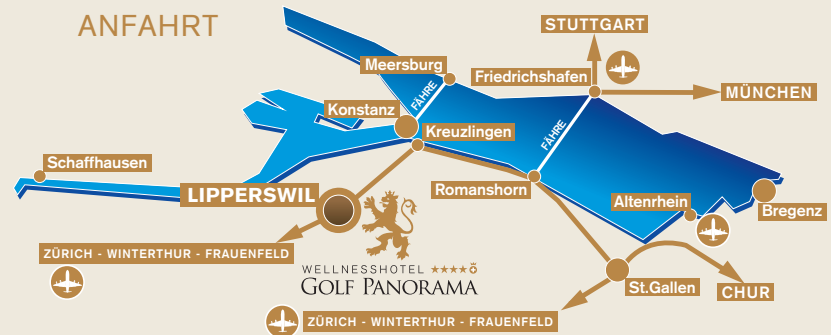 ANFAHRT
STUTTGART
Meersburg
Friedrichshafen
MÜNCHEN
FÄHRE
Konstanz
Kreuzlingen
FÄHRE
Schaffhausen
LIPPERSWIL
Romanshorn
Altenrhein
Bregenz
ZÜRICH - WINTERTHUR - FRAUENFELD
WELLNESSHOTEL
GOLF PANORAMA
St.Gallen
CHUR
ZÜRICH - WINTERTHUR - FRAUENFELD